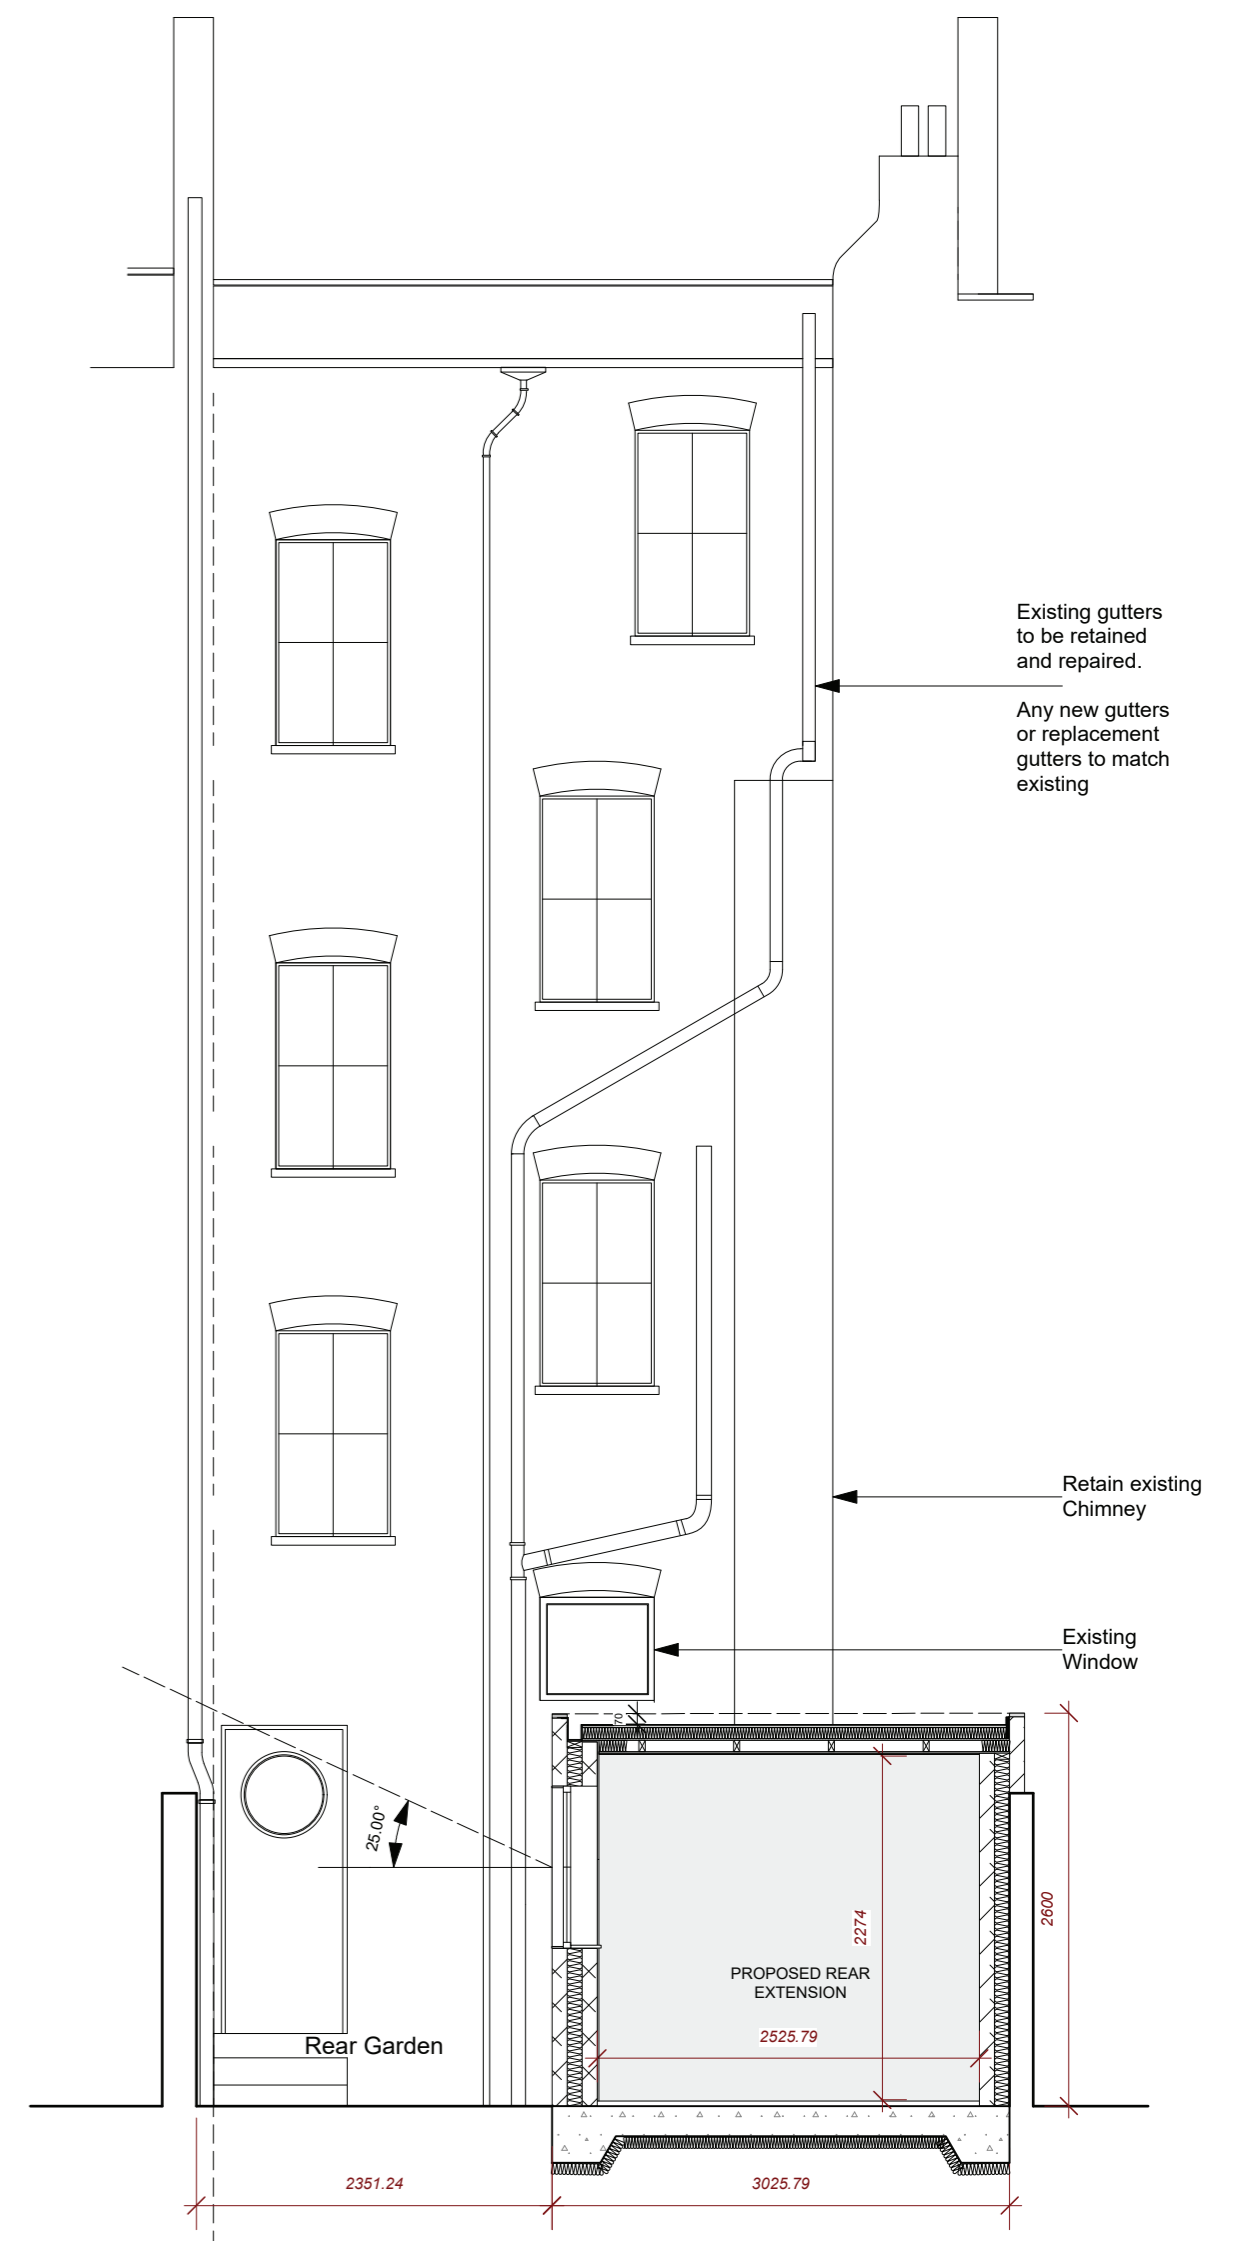 Existing gutters
to be retained
and repaired.
Any new gutters
or replacement
gutters to match
existing
Retain existing
Chimney
Existing
Window
70
25.00°
2600
2274
PROPOSED REAR
EXTENSION
2525.79
Rear Garden
2351.24
3025.79